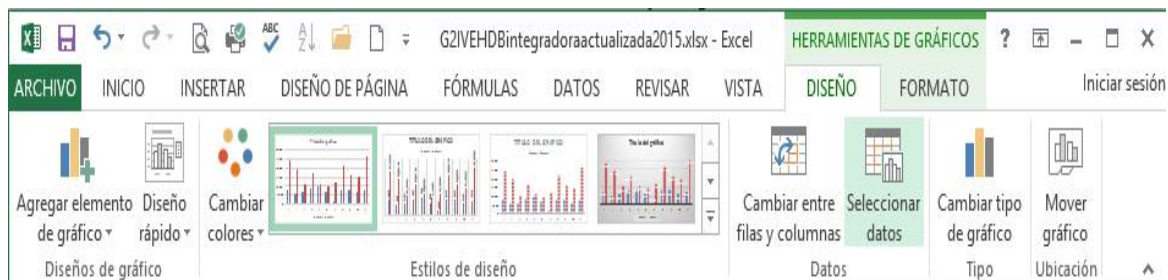 ABC
G2IVEHDBintegradoraactualizada2015.xlsx - Excel
HERRAMIENTAS DE GRÁFICOS
?
ARCHIVO INICIO INSERTAR DISEÑO DE PÁGINA FÓRMULAS DATOS REVISAR VISTA DISEÑO FORMATO Iniciar sesión
Agregar elemento de gráfico
Diseño rápido
Cambiar colores
Cambiar entre filas y columnas
Seleccionar datos
Cambiar tipo de gráfico
Mover gráfico
Diseños de gráfico Estilos de diseño Datos Tipo Ubicación